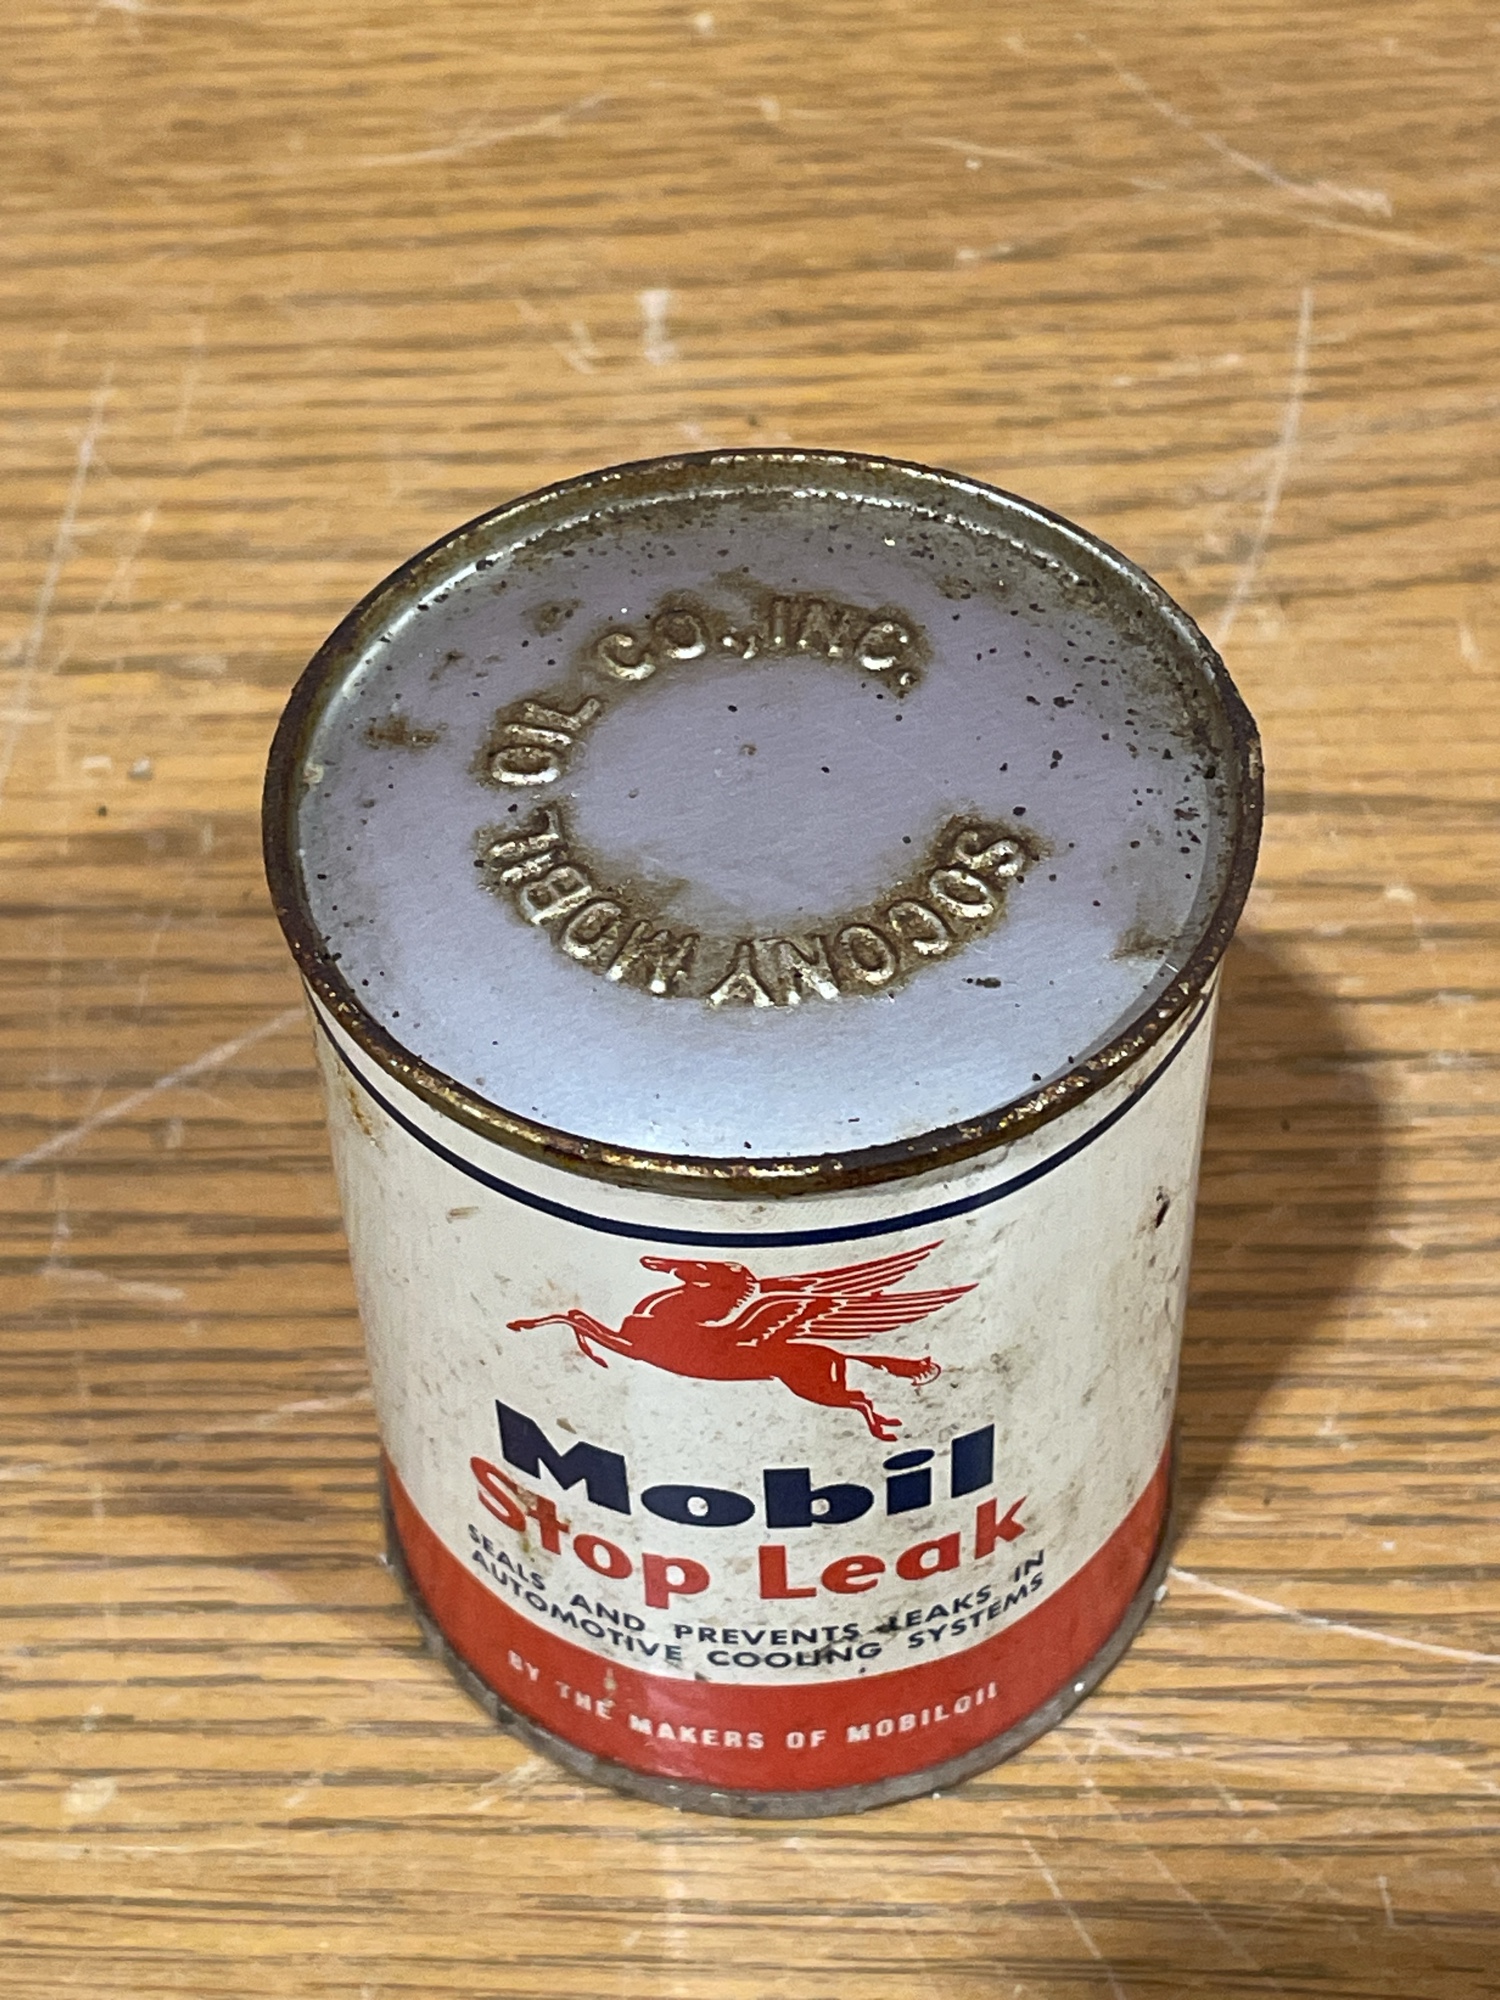 SOCONY MOBIL OIL CO., INC.
Mobil
Stop Leak
SEALS AND PREVENTS LEAKS IN
AUTOMOTIVE COOLING SYSTEMS
BY THE MAKERS OF MOBILOIL